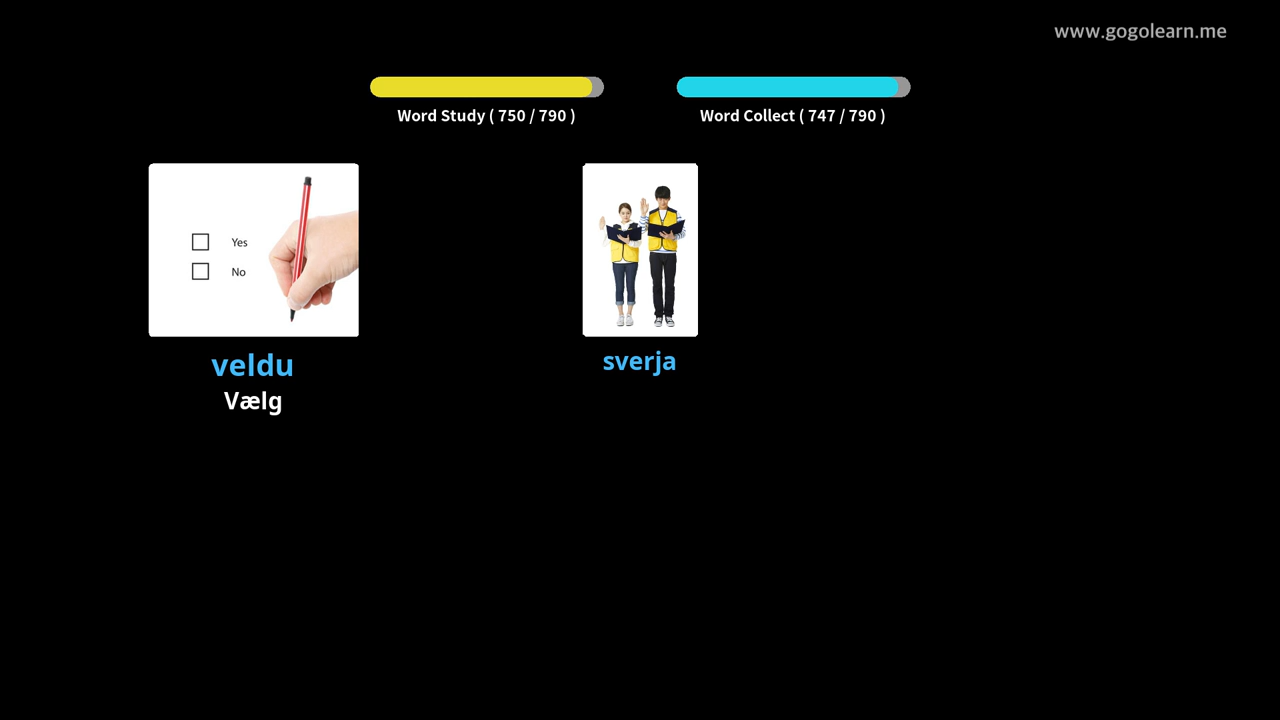 www.gogolearn.me
Word Study ( 750 / 790 )
Word Collect ( 747 / 790 )
Yes
No
veldu
Vælg
sverja